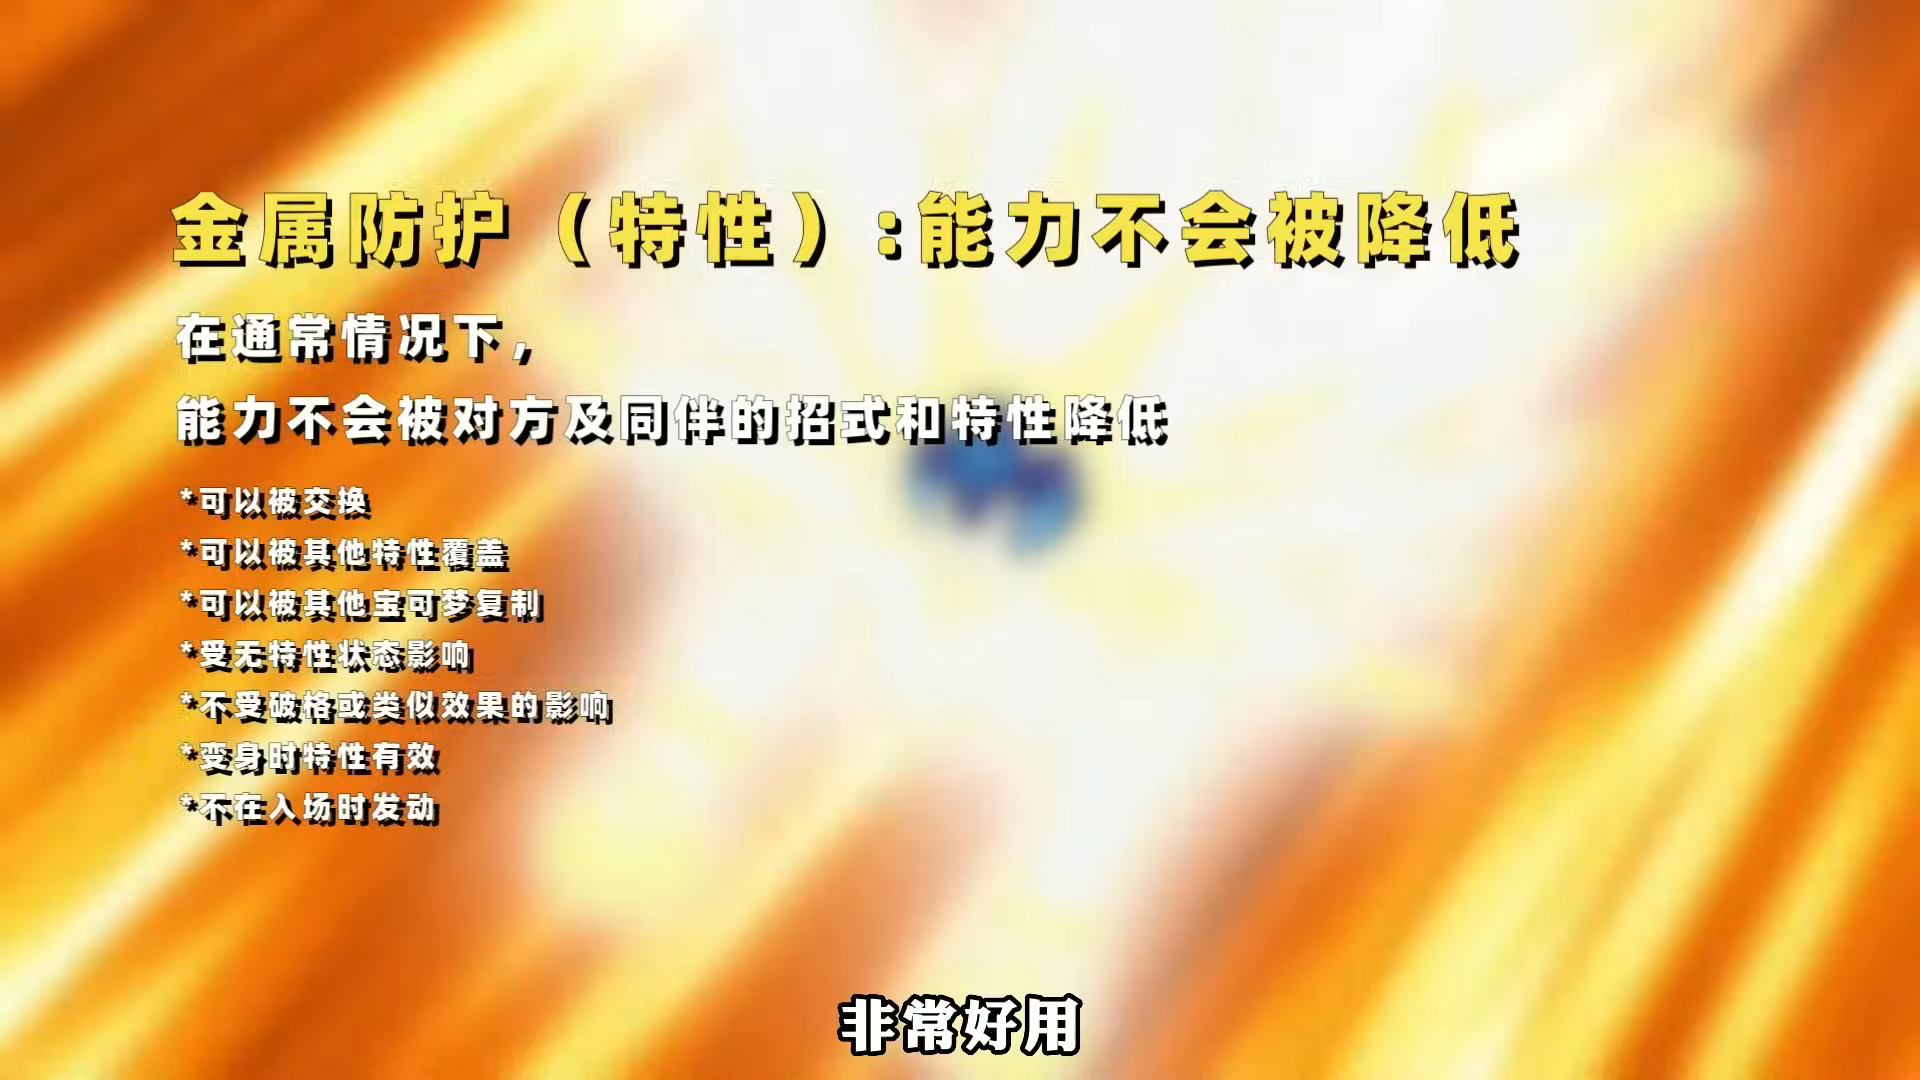 金属防护（特性）:能力不会被降低
在通常情况下，
能力不会被对方及同伴的招式和特性降低
*可以被交换
*可以被其他特性覆盖
*可以被其他宝可梦复制
*受无特性状态影响
*不受破格或类似效果的影响
*变身时特性有效
*不在入场时发动
非常好用